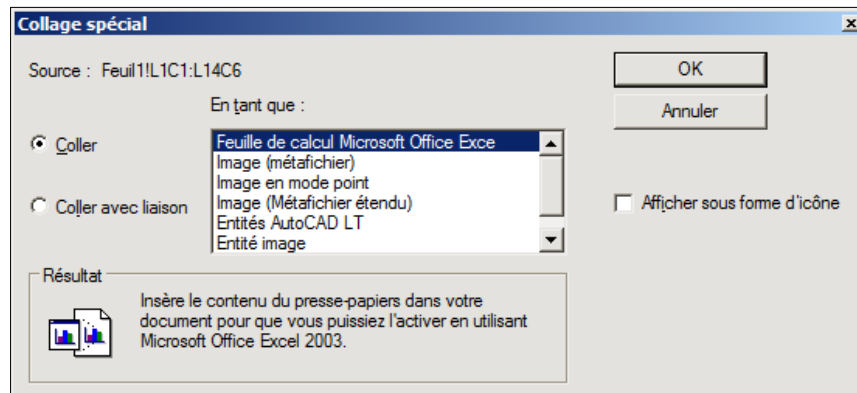 Collage spécial
Source : Feuil1!L1C1:L14C6
OK
En tant que :
Annuler
Coller
Feuille de calcul Microsoft Office Exce
Image (métafichier)
Image en mode point
Coller avec liaison
Image (Métafichier étendu)
Afficher sous forme d'icône
Entités AutoCAD LT
Entité image
Résultat
Insère le contenu du presse-papiers dans votre
document pour que vous puissiez l'activer en utilisant
Microsoft Office Excel 2003.